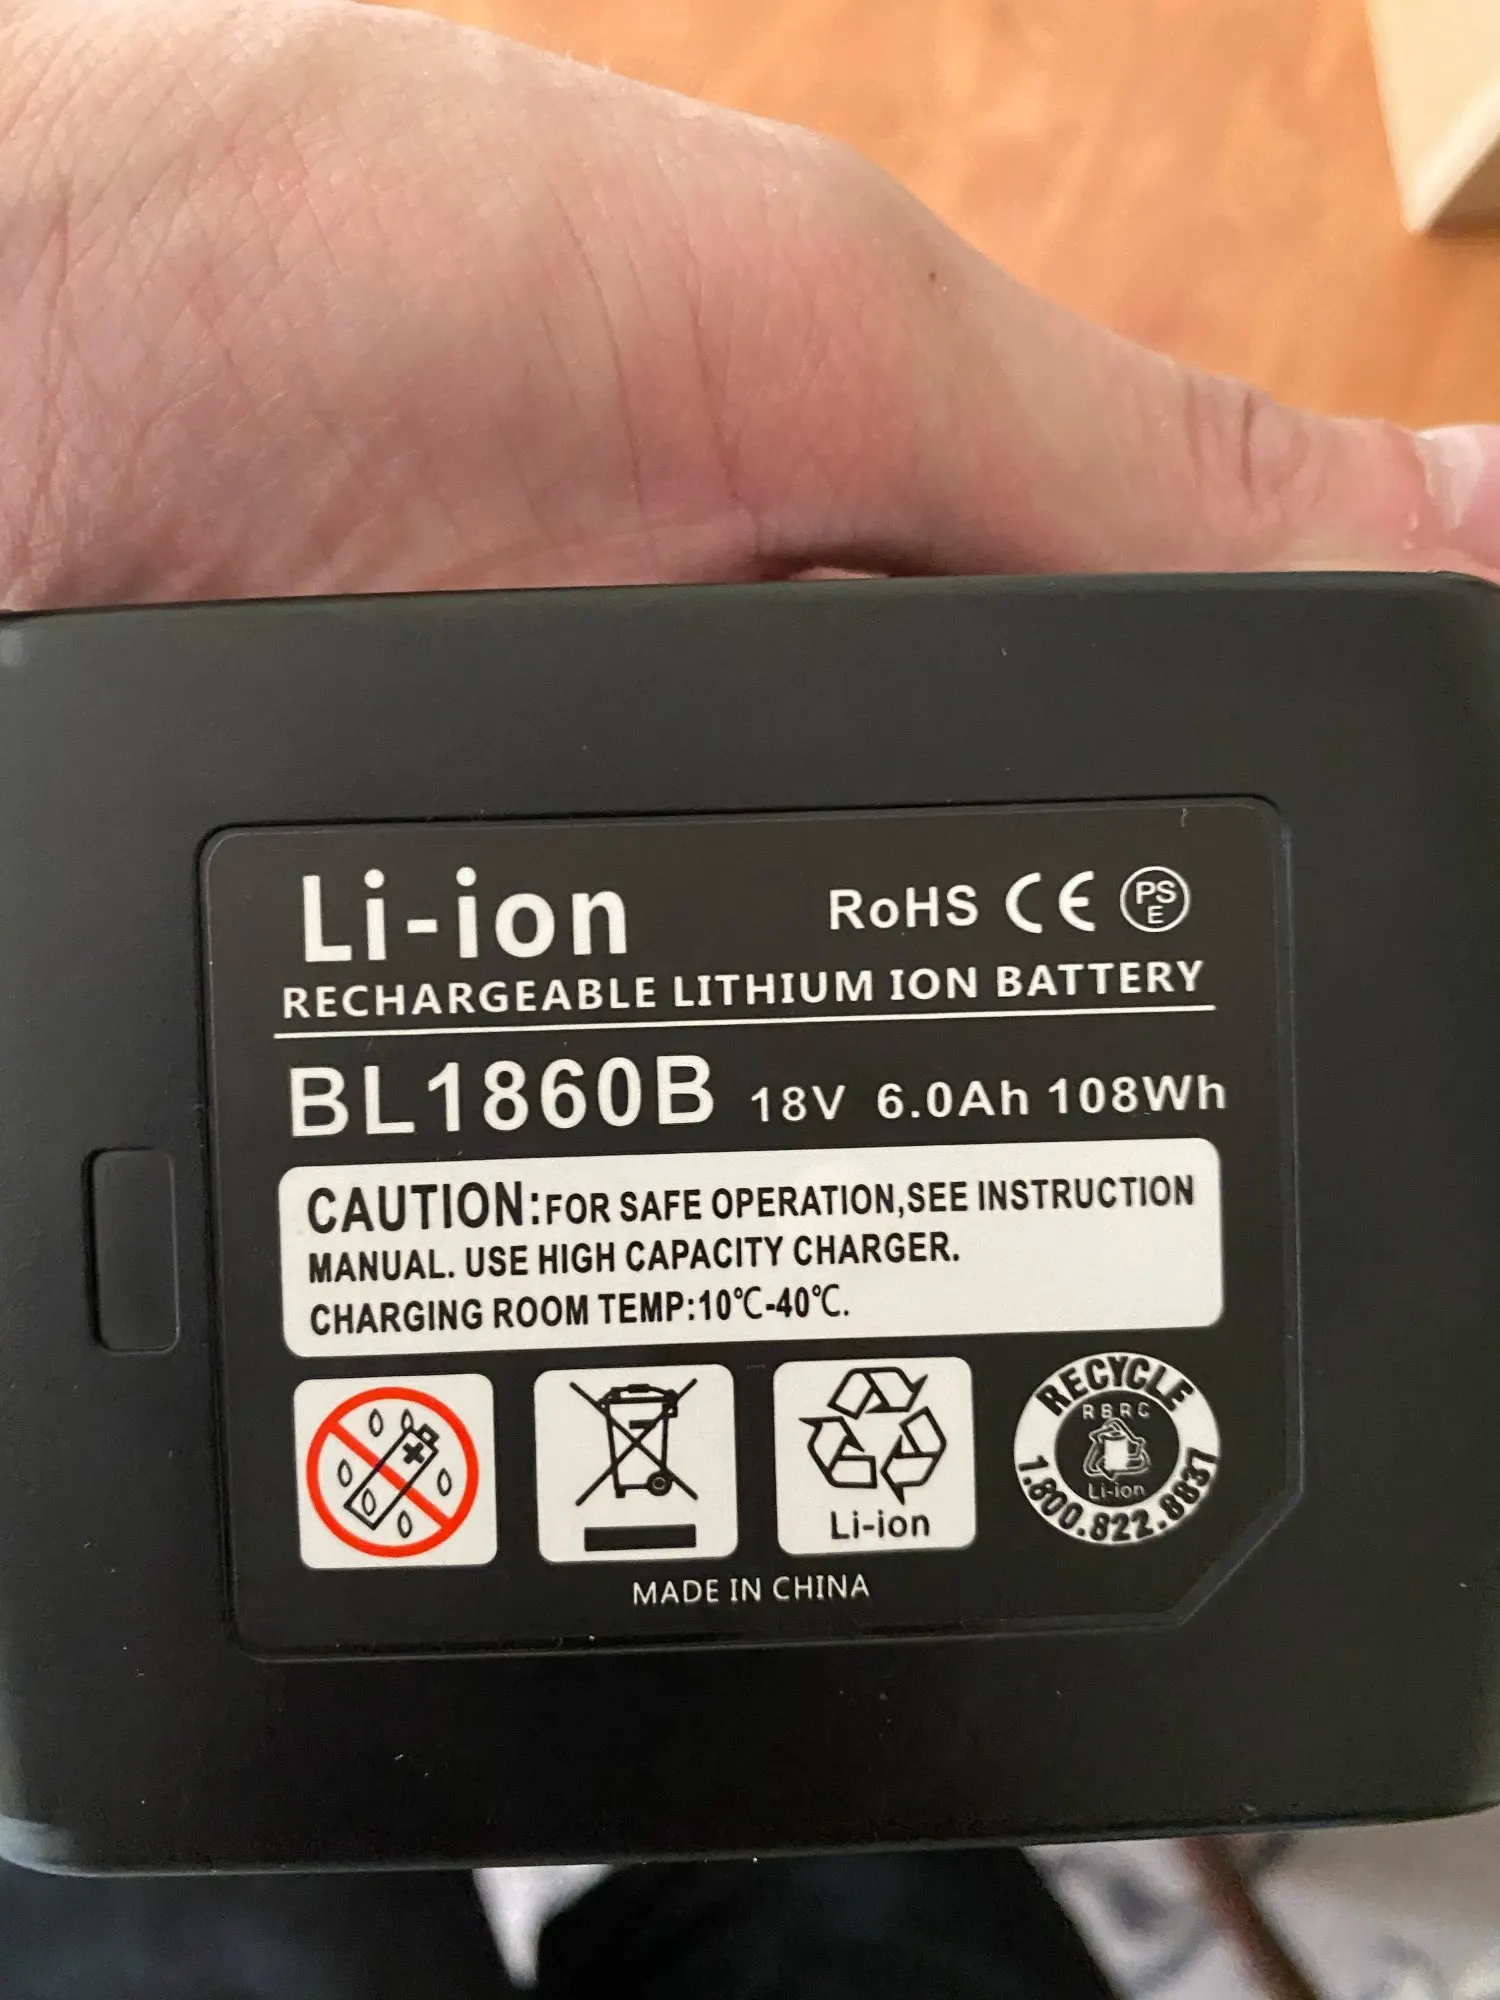 Li-ion RoHS CE PSE
RECHARGEABLE LITHIUM ION BATTERY
BL1860B 18V 6.0Ah 108Wh
CAUTION:FOR SAFE OPERATION,SEE INSTRUCTION
MANUAL. USE HIGH CAPACITY CHARGER.
CHARGING ROOM TEMP:10℃-40℃.
Li-ion
RECYCLE
RBRC
Li-ion
1.800.822.8837
MADE IN CHINA